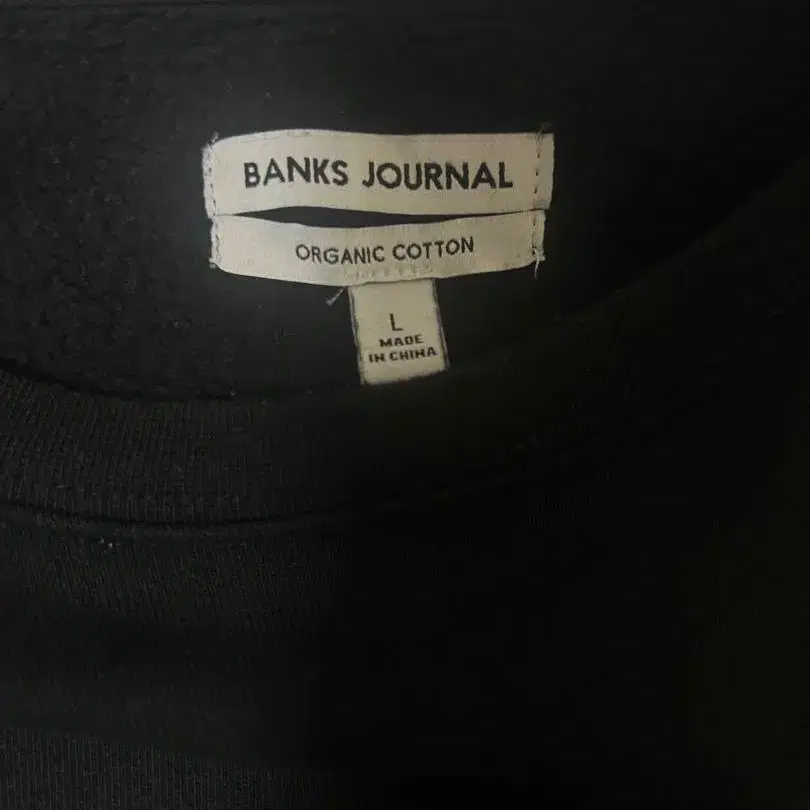 BANKS JOURNAL
ORGANIC COTTON
L
MADE
IN CHINA